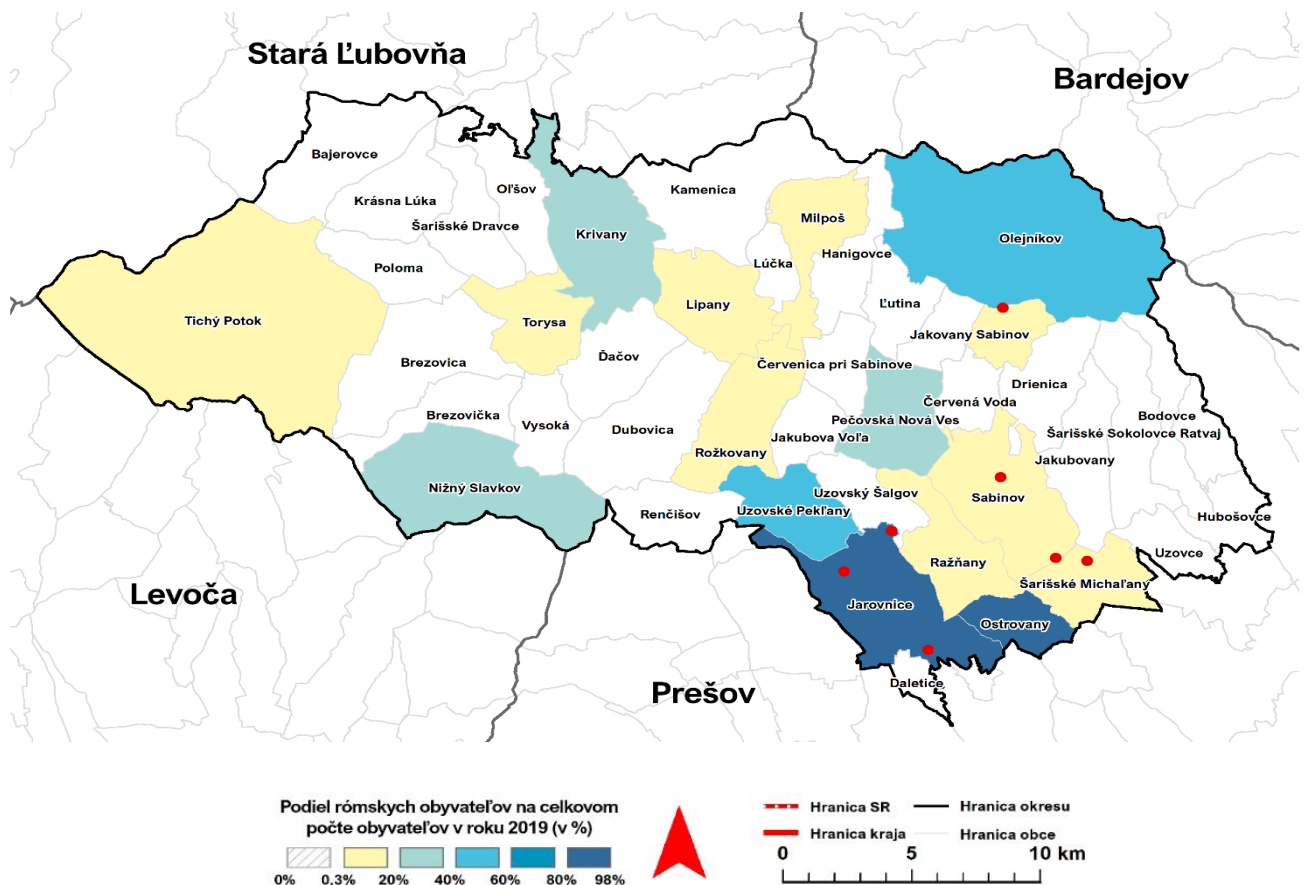 Stará Ľubovňa
Bardejov
Bajerovce
Oľšov
Kamenica
Krásna Lúka
Milpoš
Šarišské Dravce
Krivany
Olejníkov
Hanigovce
Poloma
Lúčka
Ľutina
Lipany
Tichý Potok
Torysa
Jakovany Sabinov
Ďačov
Brezovica
Červenica pri Sabinove
Drienica
Červená Voda
Brezovička
Bodovce
Vysoká
Dubovica
Pečovská Nová Ves
Šarišské Sokolovce Ratvaj
Jakubova Voľa
Rožkovany
Jakubovany
Nižný Slavkov
Uzovský Šalgov
Sabinov
Renčišov
Uzovské Pekľany
Hubošovce
Uzovce
Ražňany
Šarišské Michaľany
Levoča
Jarovnice
Ostrovany
Daletice
Prešov
Podiel rómskych obyvateľov na celkovom
počte obyvateľov v roku 2019 (v %)
0% 0.3% 20% 40% 60% 80% 98%
Hranica SR
Hranica okresu
Hranica kraja
Hranica obce
0 5 10 km